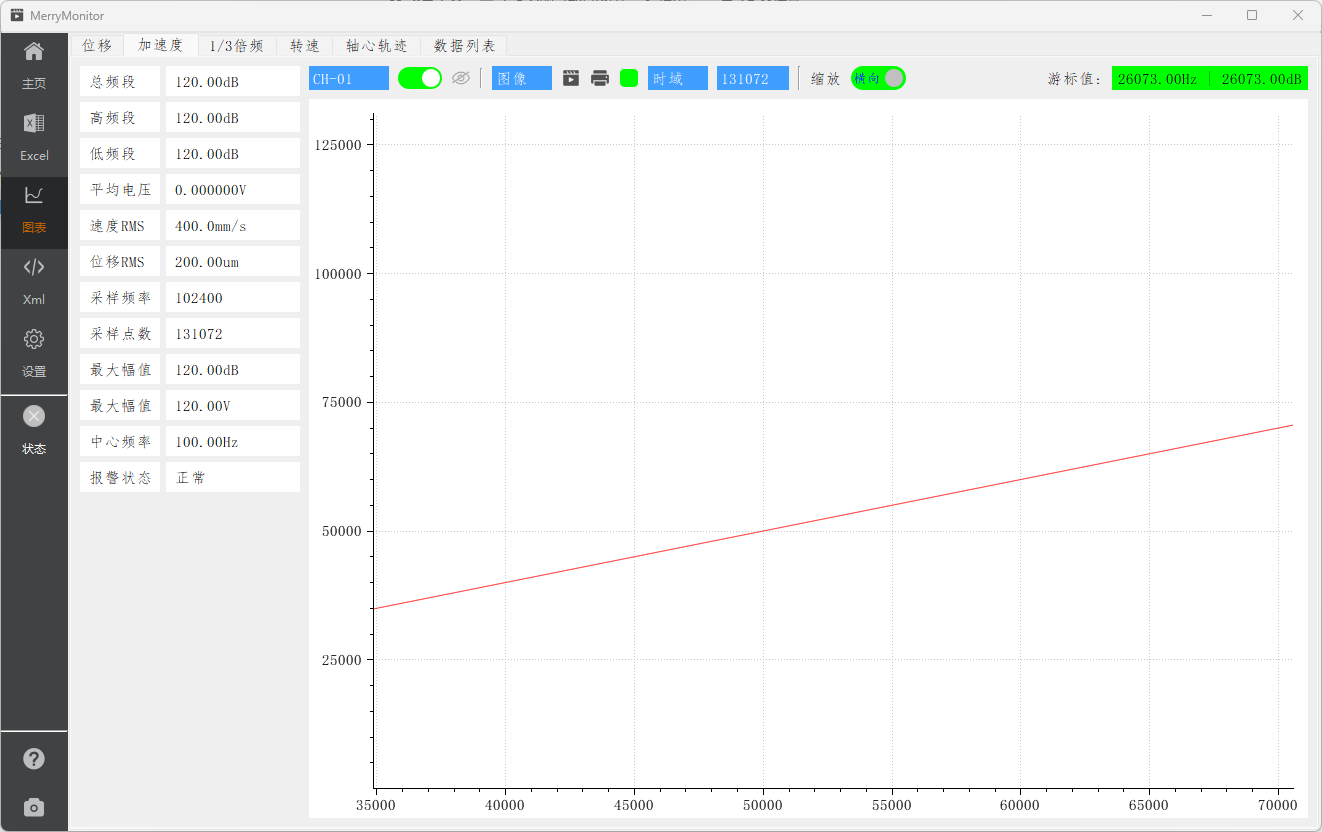 MerryMonitor
主页
Excel
图表
Xml
设置
状态
位移 加速度 1/3倍频 转速 轴心轨迹 数据列表
CH-01 图像 时域 131072 缩放 横向 游标值: 26073.00Hz 26073.00dB
总频段 120.00dB
高频段 120.00dB
低频段 120.00dB
平均电压 0.000000V
速度RMS 400.0mm/s
位移RMS 200.00um
采样频率 102400
采样点数 131072
最大幅值 120.00dB
最大幅值 120.00V
中心频率 100.00Hz
报警状态 正常
125000
100000
75000
50000
25000
35000 40000 45000 50000 55000 60000 65000 70000